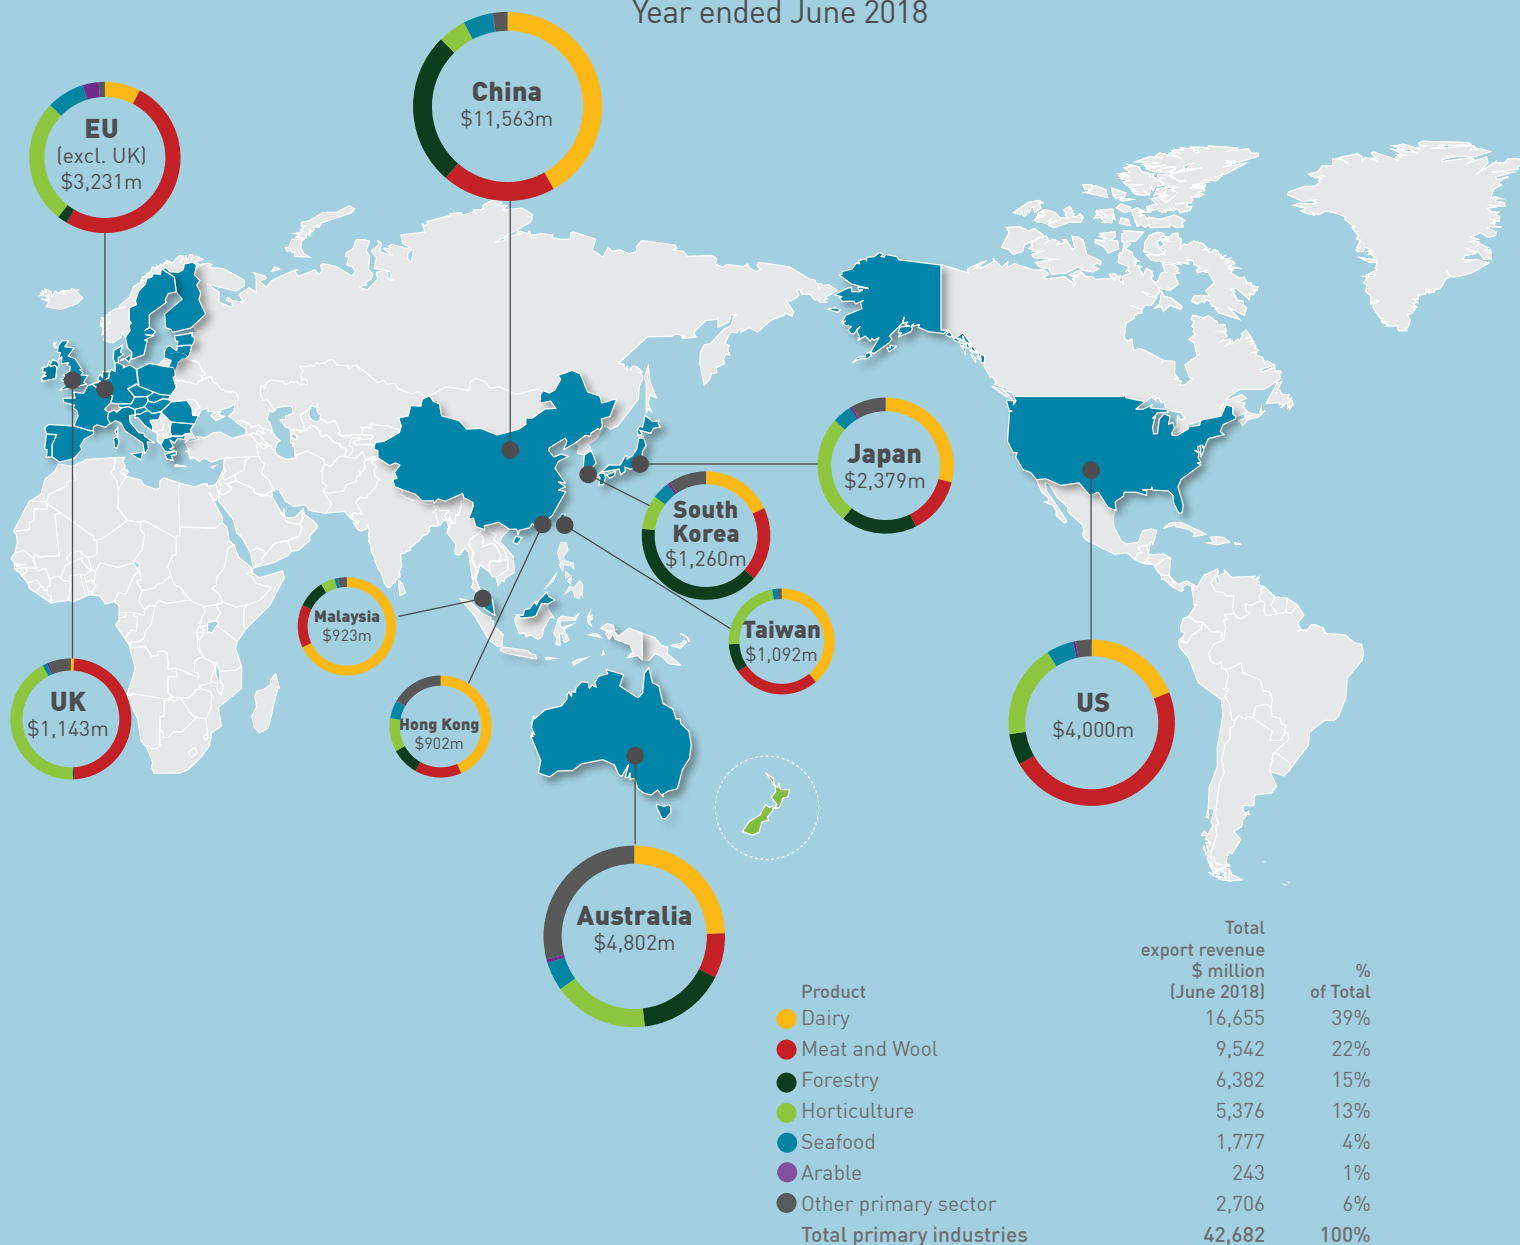 Year ended June 2018
China
$11,563m
EU
(excl. UK)
$3,231m
Japan
$2,379m
South
Korea
$1,260m
Malaysia
$923m
Taiwan
$1,092m
UK
$1,143m
Hong Kong
$902m
US
$4,000m
Australia
$4,802m
Total
export revenue
$ million %
Product (June 2018) of Total
Dairy 16,655 39%
Meat and Wool 9,542 22%
Forestry 6,382 15%
Horticulture 5,376 13%
Seafood 1,777 4%
Arable 243 1%
Other primary sector 2,706 6%
Total primary industries 42,682 100%